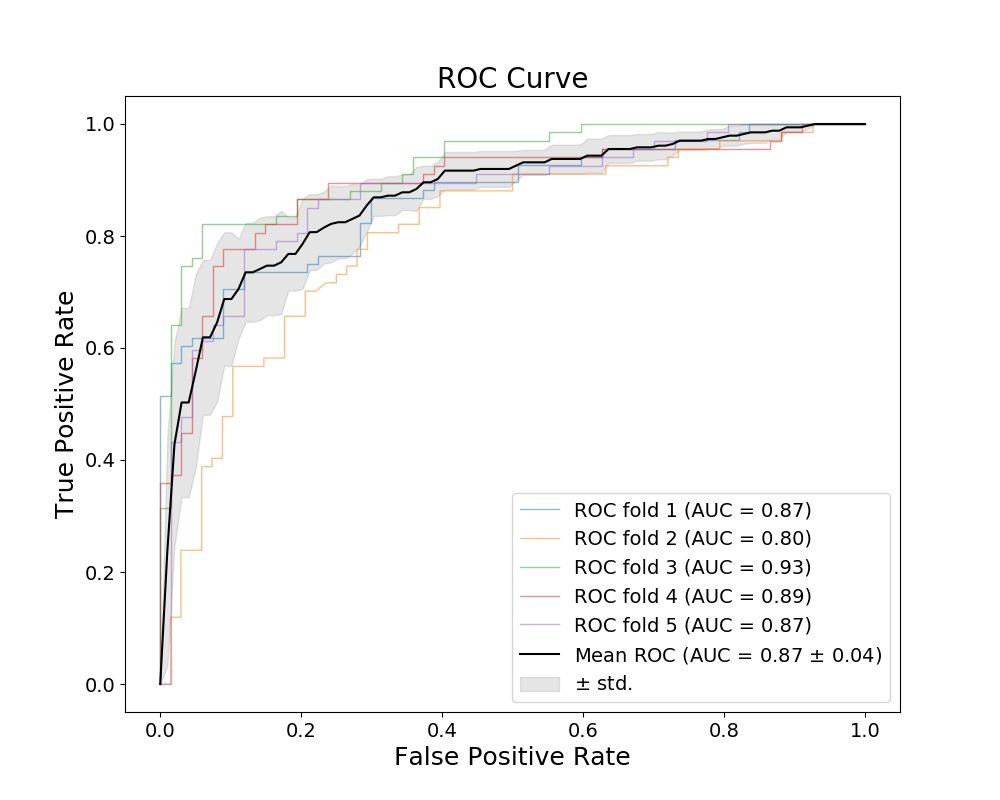 ROC Curve
True Positive Rate
1.0
0.8
0.6
0.4
0.2
0.0
ROC fold 1 (AUC = 0.87)
ROC fold 2 (AUC = 0.80)
ROC fold 3 (AUC = 0.93)
ROC fold 4 (AUC = 0.89)
ROC fold 5 (AUC = 0.87)
Mean ROC (AUC = 0.87 ± 0.04)
± std.
0.0 0.2 0.4 0.6 0.8 1.0
False Positive Rate